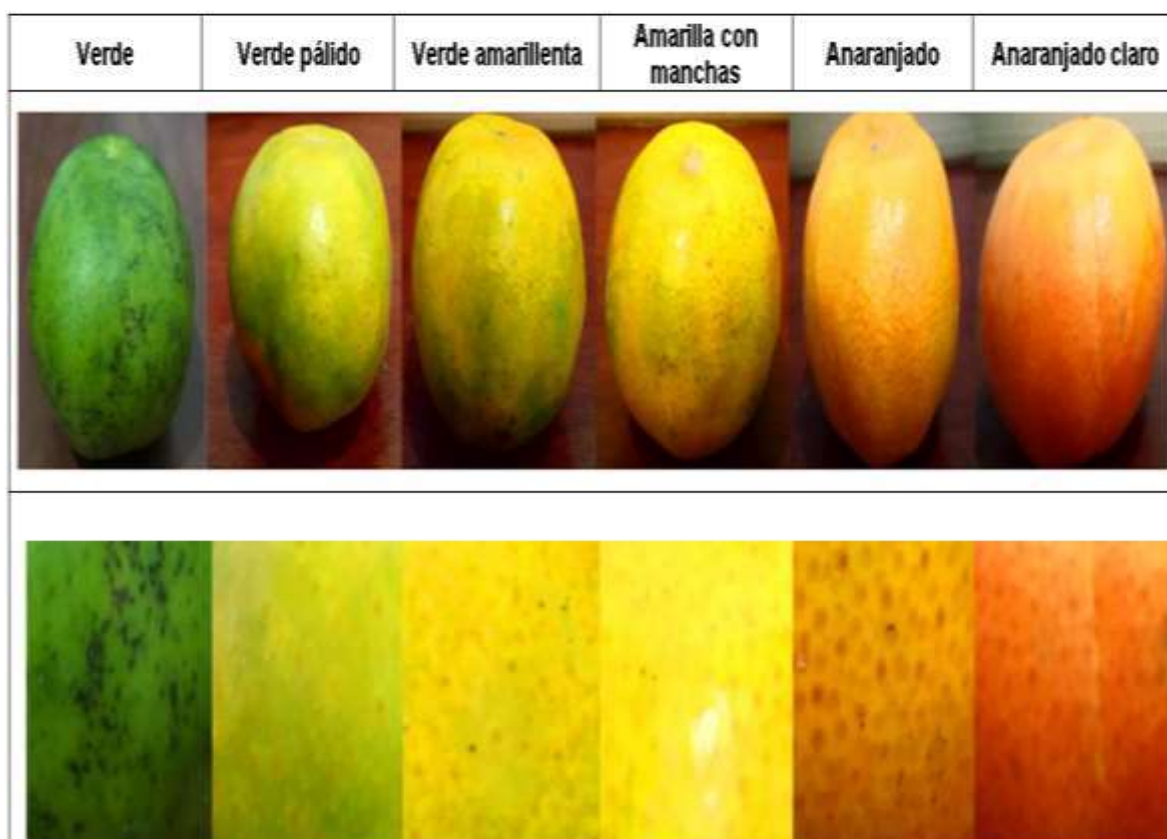 Verde
Verde pálido
Verde amarillenta
Amarilla con
manchas
Anaranjado
Anaranjado claro